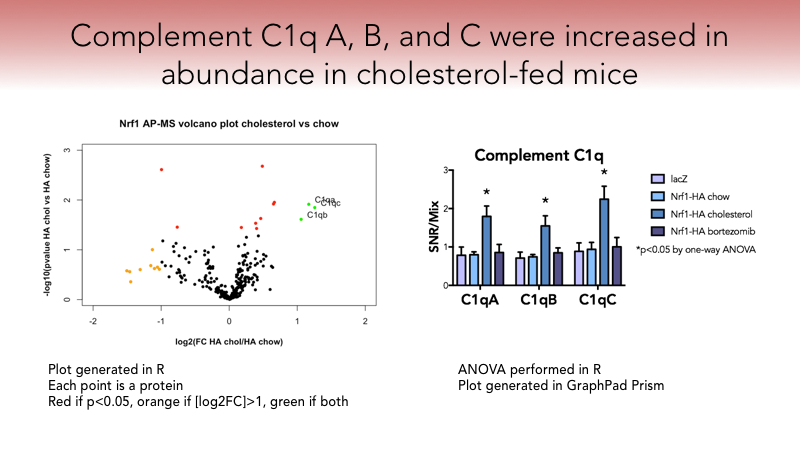 Complement C1q A, B, and C were increased in
abundance in cholesterol-fed mice
Nrf1 AP-MS volcano plot cholesterol vs chow
-log10(pvalue HA chol vs HA chow)
3
2
1
0
C1qa
C1qc
C1qb
-2
-1
0
1
2
log2(FC HA chol/HA chow)
Plot generated in R
Each point is a protein
Red if p<0.05, orange if [log2FC]>1, green if both
Complement C1q
SNR/Mix
3
2
1
0
*
*
*
C1qA
C1qB
C1qC
lacZ
Nrf1-HA chow
Nrf1-HA cholesterol
Nrf1-HA bortezomib
*p<0.05 by one-way ANOVA
ANOVA performed in R
Plot generated in GraphPad Prism